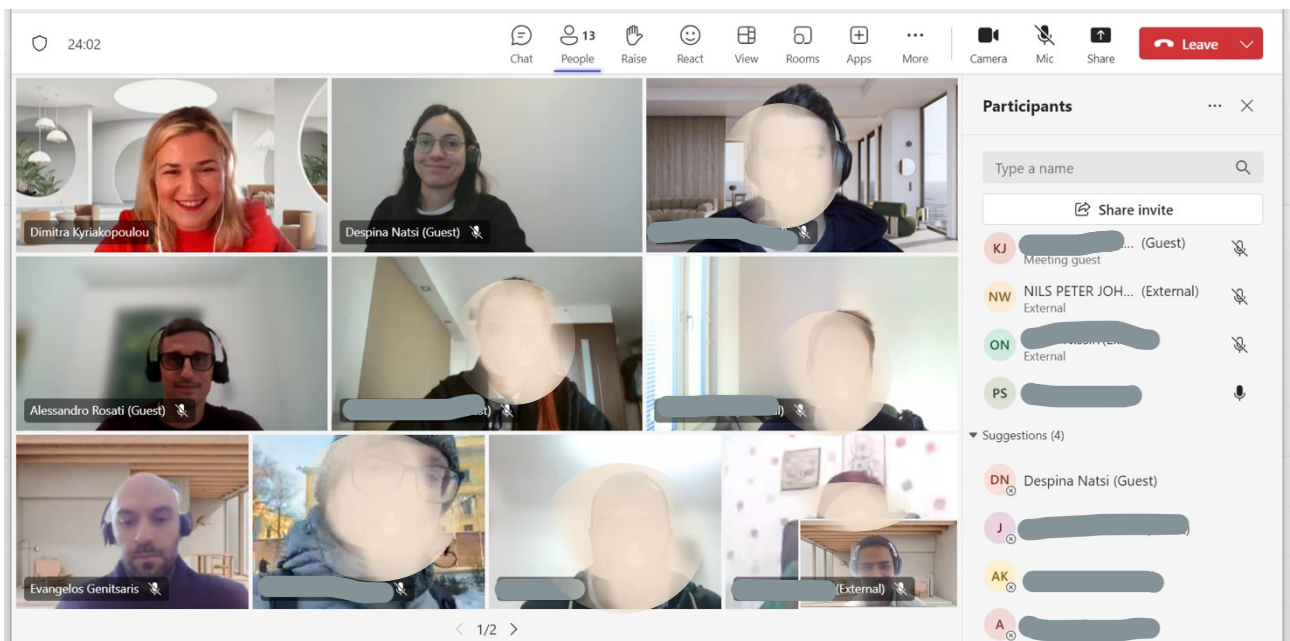 24:02
13
Chat
People
Raise
React
View
Rooms
Apps
More
Camera
Mic
Share
Leave
Dimitra Kyriakopoulou
Despina Natsi (Guest)
Alessandro Rosati (Guest)
Evangelos Genitsaris
(External)
1/2
Participants
Type a name
Share invite
KJ
... (Guest)
Meeting guest
NW
NILS PETER JOH... (External)
External
ON
External
PS
Suggestions (4)
DN
Despina Natsi (Guest)
J
AK
A